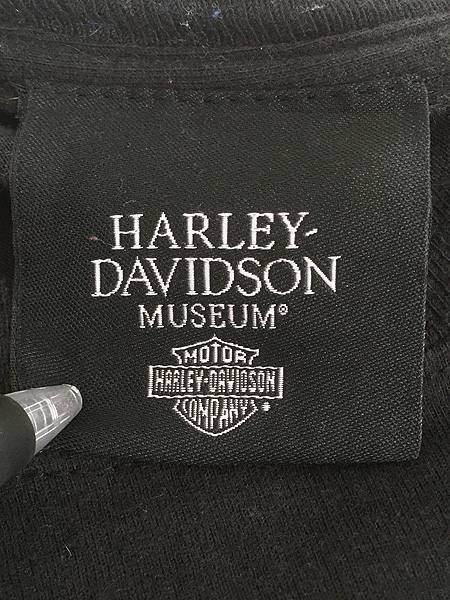 HARLEY-
DAVIDSON
MUSEUM®
MOTOR
HARLEY-DAVIDSON
COMPANY®